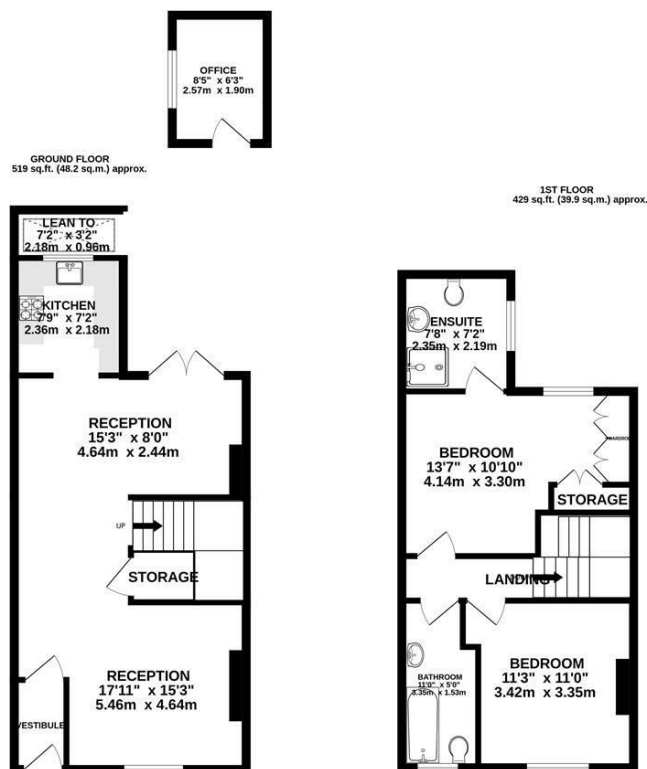 OFFICE
8'5" x 6'3"
2.57m x 1.90m
GROUND FLOOR
519 sq.ft. (48.2 sq.m.) approx.
LEAN TO
7'2" x 3'2"
2.18m x 0.96m
KITCHEN
7'9" x 7'2"
2.36m x 2.18m
RECEPTION
15'3" x 8'0"
4.64m x 2.44m
UP
STORAGE
RECEPTION
17'11" x 15'3"
5.46m x 4.64m
VESTIBULE
1ST FLOOR
429 sq.ft. (39.9 sq.m.) approx.
ENSUITE
7'8" x 7'2"
2.35m x 2.19m
BEDROOM
13'7" x 10'10"
4.14m x 3.30m
STORAGE
LANDING
BATHROOM
11'0" x 5'0"
3.35m x 1.53m
BEDROOM
11'3" x 11'0"
3.42m x 3.35m